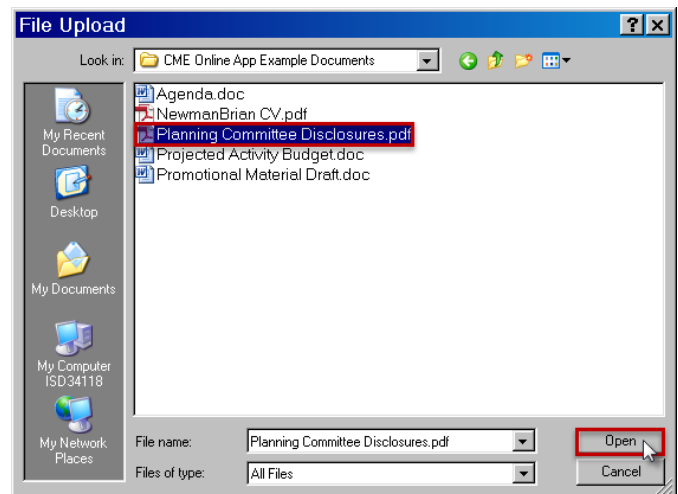 File Upload
?
Look in: CME Online App Example Documents
My Recent
Documents
Desktop
My Documents
My Computer
ISD34118
My Network
Places
Agenda.doc
NewmanBrian CV.pdf
Planning Committee Disclosures.pdf
Projected Activity Budget.doc
Promotional Material Draft.doc
File name: Planning Committee Disclosures.pdf Open
Files of type: All Files Cancel